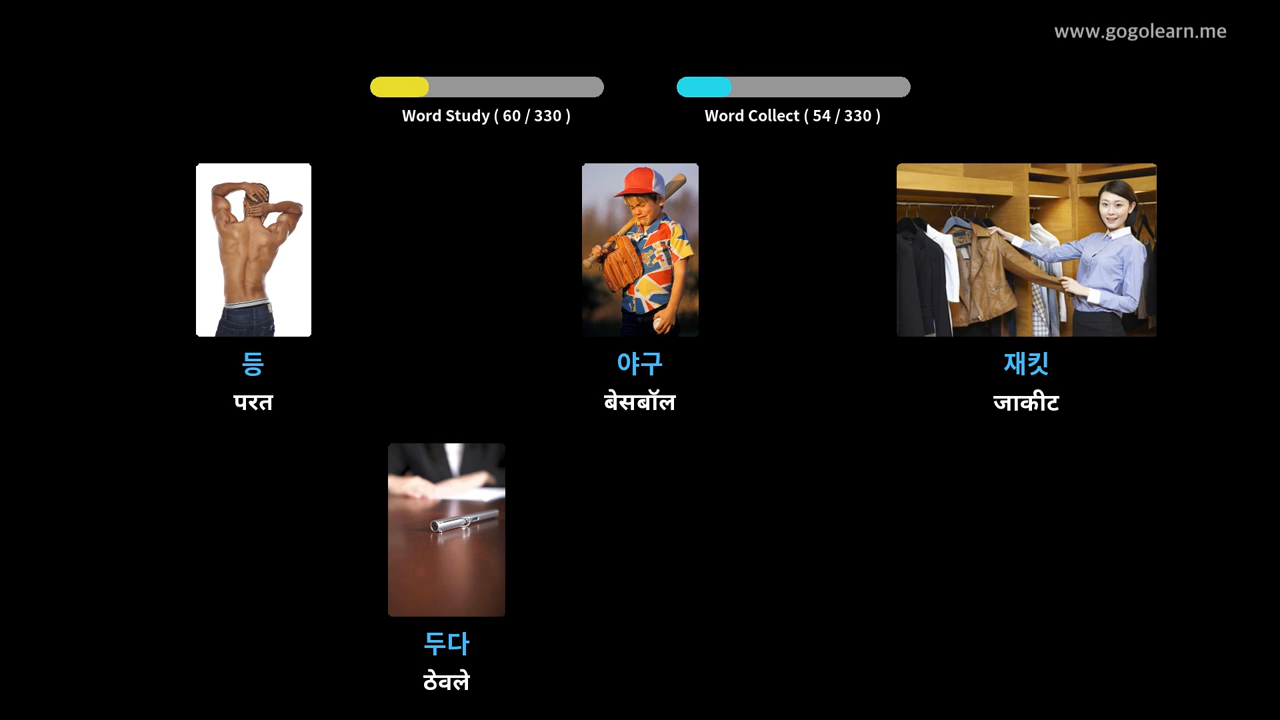 www.gogolearn.me
Word Study ( 60 / 330 )
Word Collect ( 54 / 330 )
등
परत
야구
बेसबॉल
재킷
जाकीट
두다
ठेवले